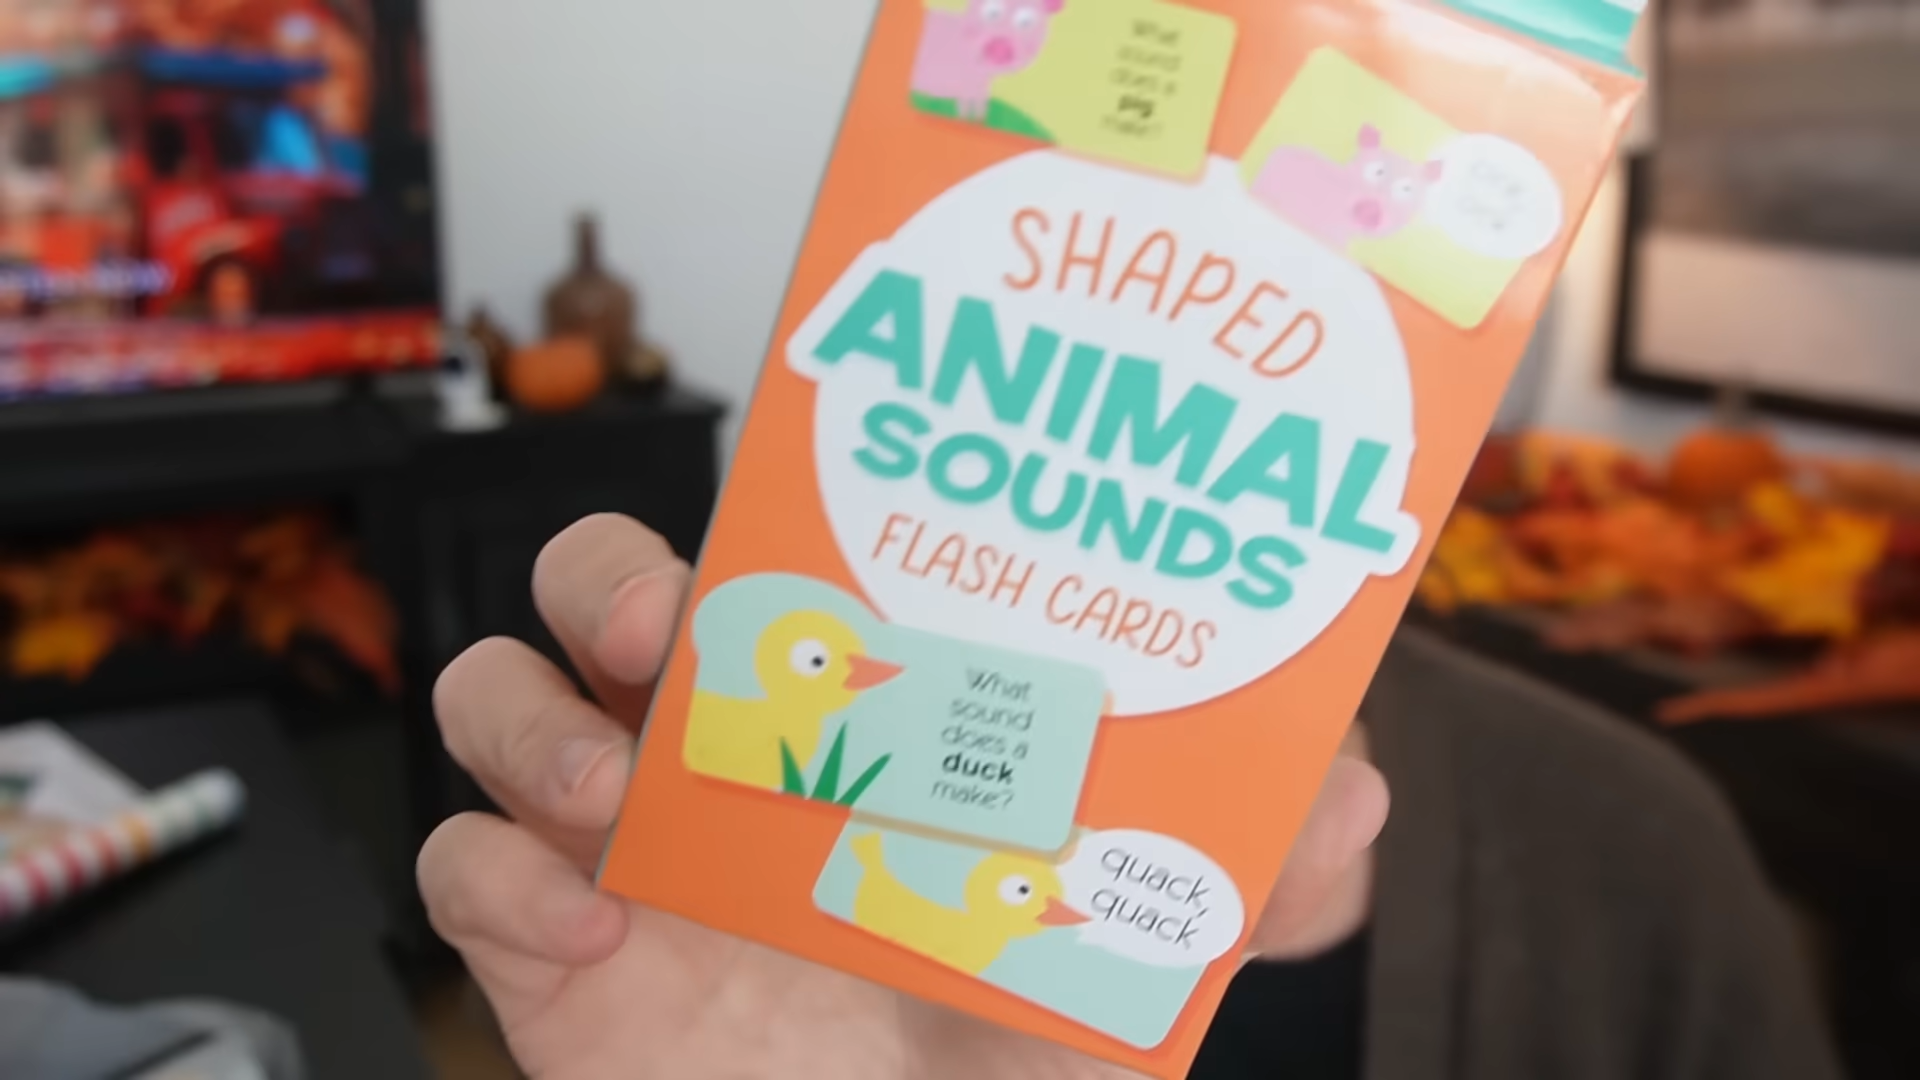 What
sound
does a
pig
make?
SHAPED
ANIMAL
SOUNDS
FLASH CARDS
What
sound
does a
duck
make?
quack,
quack